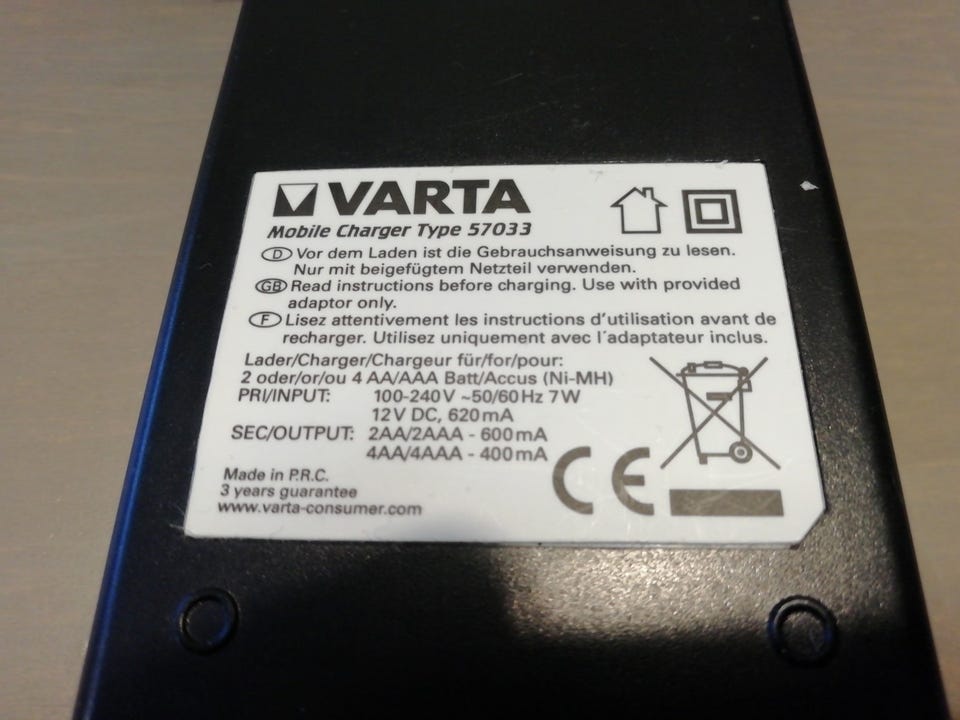 VARTA
Mobile Charger Type 57033
D Vor dem Laden ist die Gebrauchsanweisung zu lesen.
Nur mit beigefügtem Netzteil verwenden.
GB Read instructions before charging. Use with provided
adaptor only.
F Lisez attentivement les instructions d'utilisation avant de
recharger. Utilisez uniquement avec l´adaptateur inclus.
Lader/Charger/Chargeur für/for/pour:
2 oder/or/ou 4 AA/AAA Batt/Accus (Ni-MH)
PRI/INPUT: 100-240V ~50/60Hz 7W
12V DC, 620mA
SEC/OUTPUT: 2AA/2AAA - 600mA
4AA/4AAA - 400mA
CE
Made in P.R.C.
3 years guarantee
www.varta-consumer.com